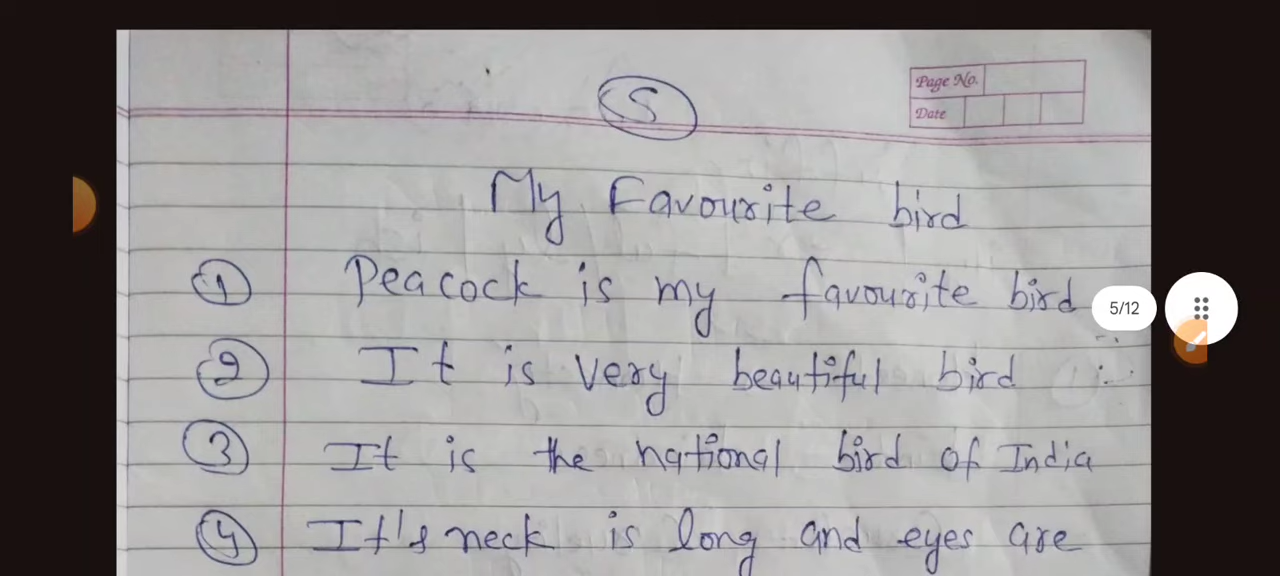 5
Page No.
Date
My Favourite bird
① Peacock is my favourite bird
5/12
② It is very beautiful bird
③ It is the national bird of India
④ It's neck is long and eyes are